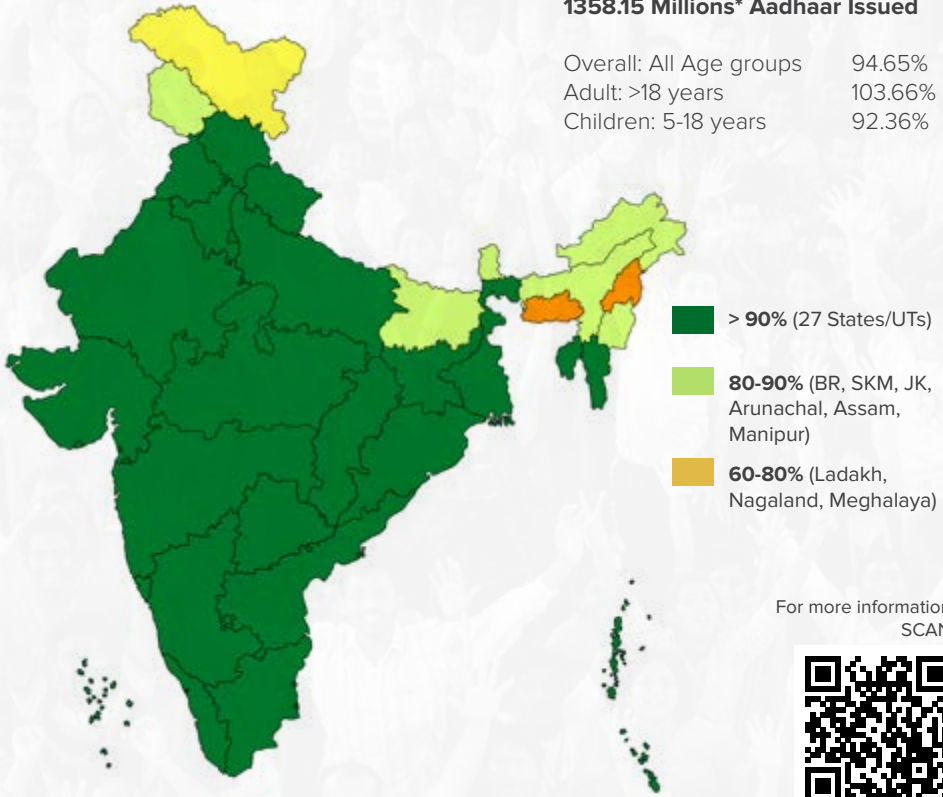 1358.15 Millions* Aadhaar Issued
Overall: All Age groups 94.65%
Adult: >18 years 103.66%
Children: 5-18 years 92.36%
> 90% (27 States/UTs)
80-90% (BR, SKM, JK,
Arunachal, Assam,
Manipur)
60-80% (Ladakh,
Nagaland, Meghalaya)
For more information
SCAN